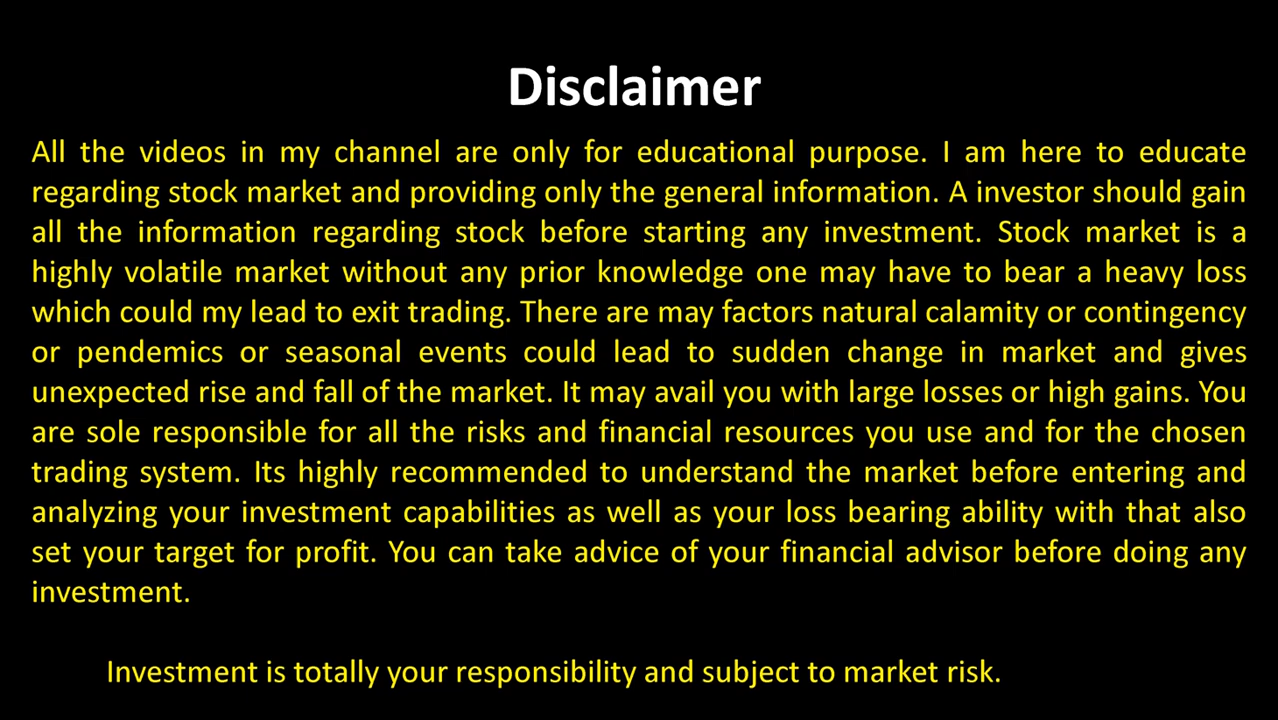 Disclaimer
All the videos in my channel are only for educational purpose. I am here to educate
regarding stock market and providing only the general information. A investor should gain
all the information regarding stock before starting any investment. Stock market is a
highly volatile market without any prior knowledge one may have to bear a heavy loss
which could my lead to exit trading. There are may factors natural calamity or contingency
or pendemics or seasonal events could lead to sudden change in market and gives
unexpected rise and fall of the market. It may avail you with large losses or high gains. You
are sole responsible for all the risks and financial resources you use and for the chosen
trading system. Its highly recommended to understand the market before entering and
analyzing your investment capabilities as well as your loss bearing ability with that also
set your target for profit. You can take advice of your financial advisor before doing any
investment.
Investment is totally your responsibility and subject to market risk.